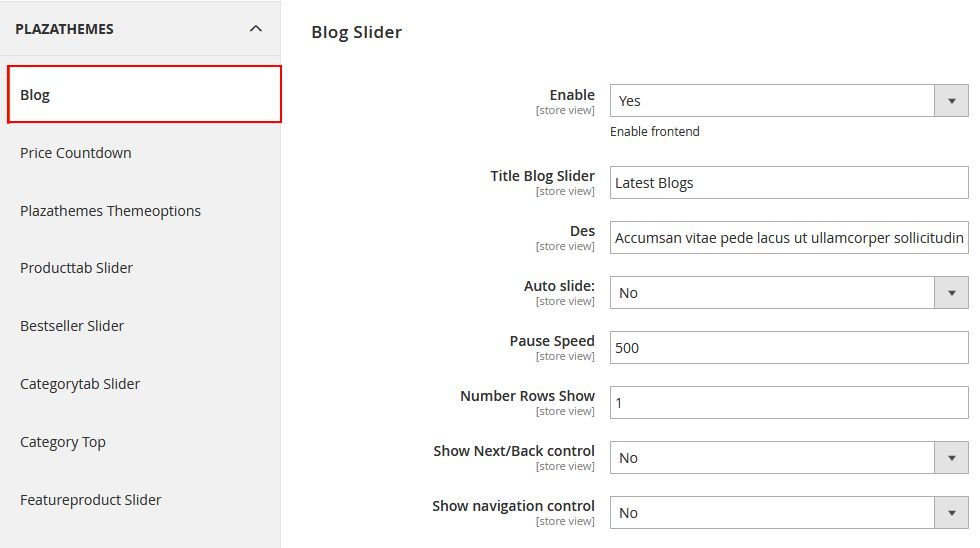 PLAZATHEMES
Blog
Price Countdown
Plazathemes Themeoptions
Producttab Slider
Bestseller Slider
Categorytab Slider
Category Top
Featureproduct Slider
Blog Slider
Enable
[store view]
Yes
Enable frontend
Title Blog Slider
[store view]
Latest Blogs
Des
[store view]
Accumsan vitae pede lacus ut ullamcorper sollicitudin
Auto slide:
[store view]
No
Pause Speed
[store view]
500
Number Rows Show
[store view]
1
Show Next/Back control
[store view]
No
Show navigation control
[store view]
No